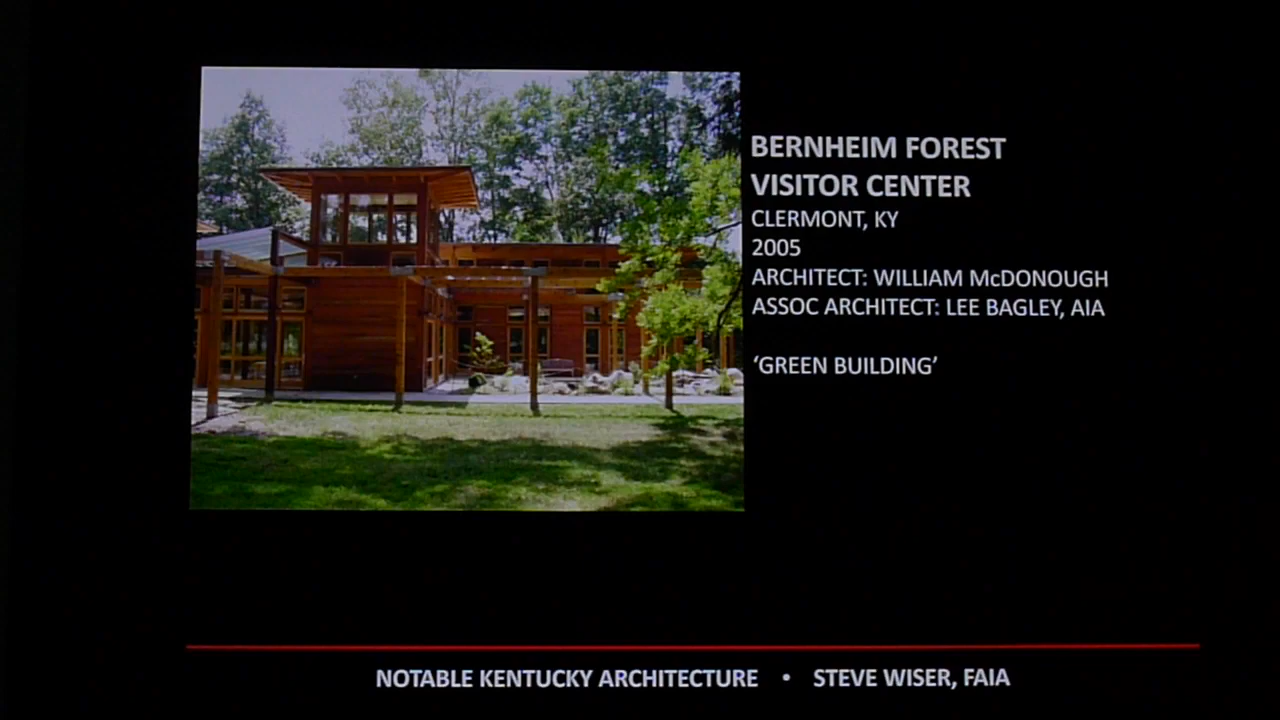 BERNHEIM FOREST
VISITOR CENTER
CLERMONT, KY
2005
ARCHITECT: WILLIAM McDONOUGH
ASSOC ARCHITECT: LEE BAGLEY, AIA
‘GREEN BUILDING’
NOTABLE KENTUCKY ARCHITECTURE • STEVE WISER, FAIA